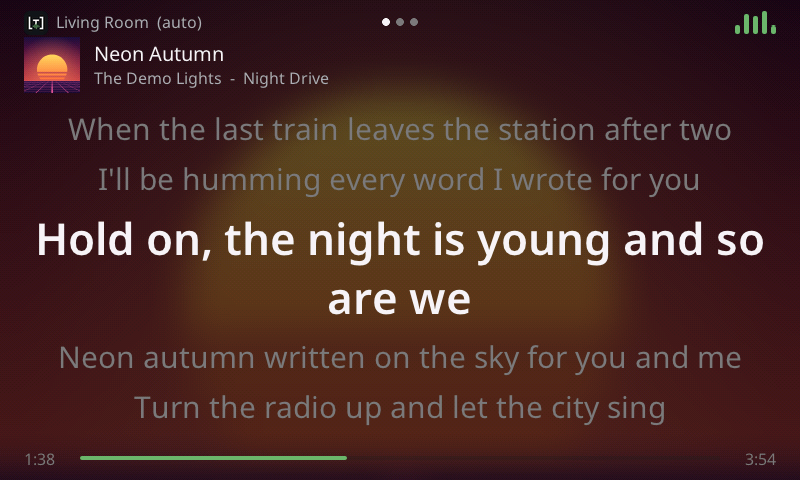 [T] Living Room (auto)
Neon Autumn
The Demo Lights - Night Drive
When the last train leaves the station after two
I'll be humming every word I wrote for you
Hold on, the night is young and so
are we
Neon autumn written on the sky for you and me
Turn the radio up and let the city sing
1:38
3:54